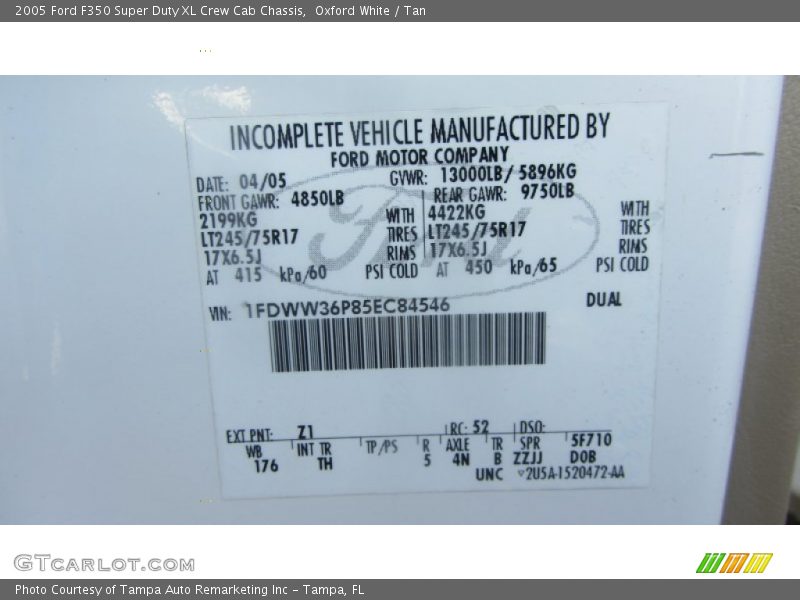 2005 Ford F350 Super Duty XL Crew Cab Chassis, Oxford White / Tan
INCOMPLETE VEHICLE MANUFACTURED BY
FORD MOTOR COMPANY
DATE: 04/05 GVWR: 13000LB/ 5896KG
FRONT GAWR: 4850LB REAR GAWR: 9750LB
2199KG WITH 4422KG WITH
LT245/75R17 TIRES LT245/75R17 TIRES
17X6.5J RIMS 17X6.5J RIMS
AT 415 kPa/60 PSI COLD AT 450 kPa/65 PSI COLD
VIN: 1FDWW36P85EC84546 DUAL
Ford
EXT PNT: Z1 RC: 52 DSO:
WB INT TR TP/PS R AXLE TR SPR 5F710
176 TH 5 4N B ZZJJ DOB
UNC 2U5A-1520472-AA
GTCARLOT.COM
Photo Courtesy of Tampa Auto Remarketing Inc - Tampa, FL